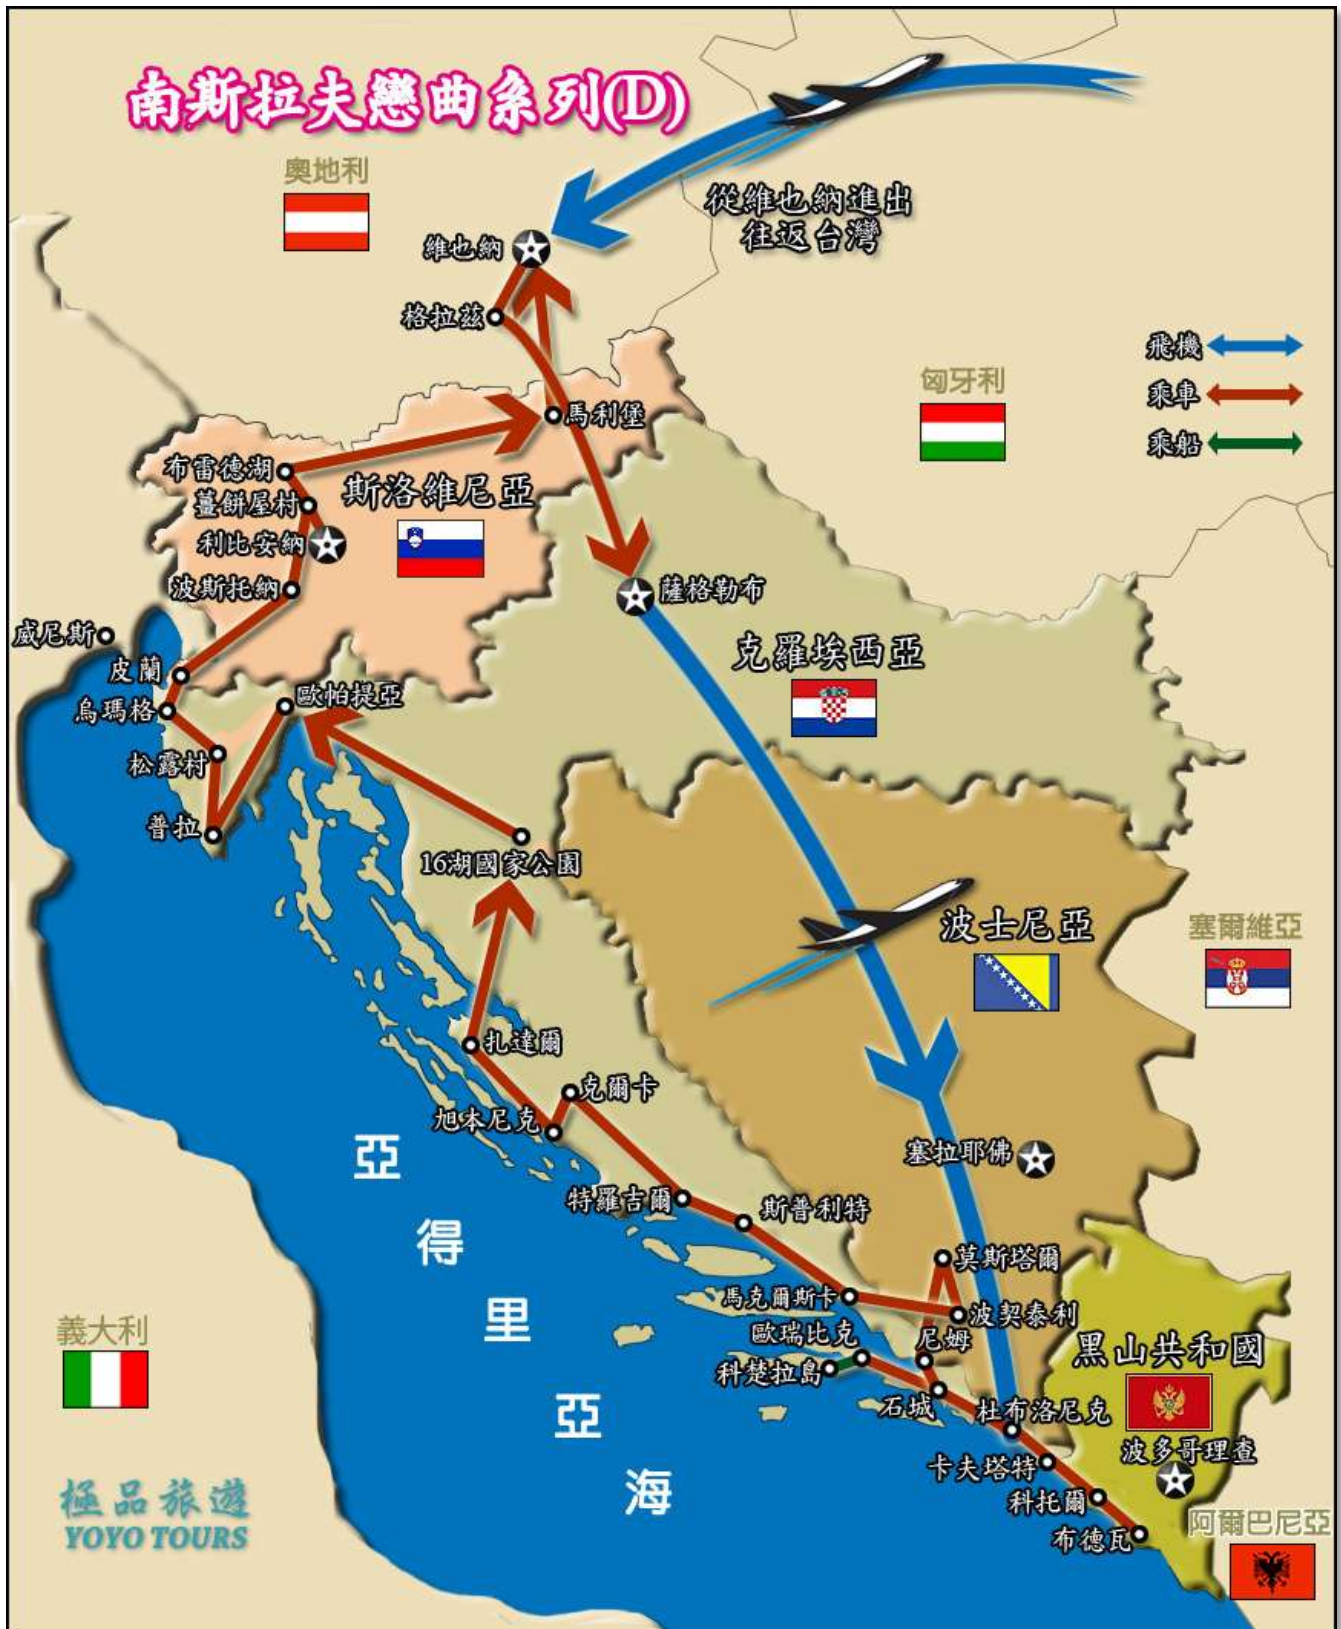 南斯拉夫戀曲系列(D)
奧地利
從維也納進出
往返台灣
維也納
格拉茲
飛機
匈牙利
乘車
馬利堡
乘船
布雷德湖
斯洛維尼亞
薑餅屋村
利比安納
波斯托納
薩格勒布
威尼斯
克羅埃西亞
皮蘭
歐帕提亞
烏瑪格
松露村
普拉
16湖國家公園
波士尼亞
塞爾維亞
扎達爾
克爾卡
旭本尼克
亞得里亞海
塞拉耶佛
特羅吉爾
斯普利特
莫斯塔爾
馬克爾斯卡
波契泰利
義大利
歐瑞比克
尼姆
黑山共和國
科楚拉島
石城
杜布洛尼克
波多哥理查
卡夫塔特
極品旅遊
科托爾
YOYO TOURS
布德瓦
阿爾巴尼亞